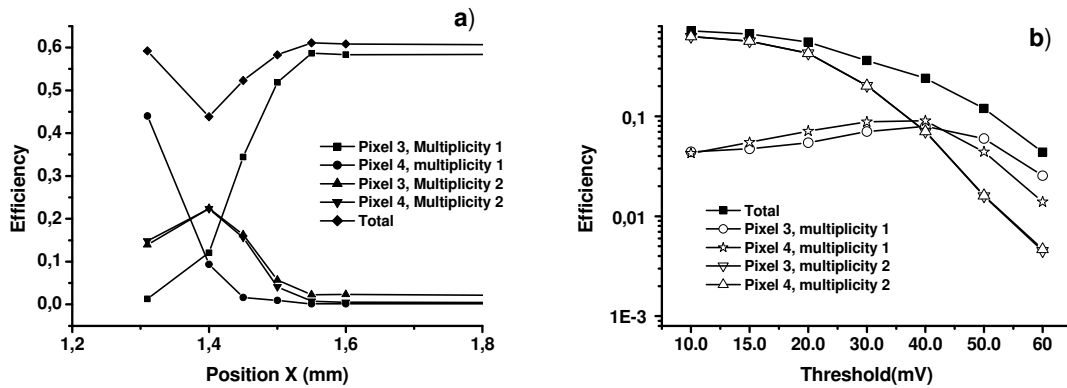 a)
0,6
0,5
0,4
0,3
0,2
0,1
0,0
Efficiency
Pixel 3, Multiplicity 1
Pixel 4, multiplicity 1
Pixel 3, Multiplicity 2
Pixel 4, Multiplicity 2
Total
1,2
1,4
1,6
1,8
Position X (mm)
b)
0,1
0,01
1E-3
Efficiency
Total
Pixel 3, multiplicity 1
Pixel 4, multiplicity 1
Pixel 3, multiplicity 2
Pixel 4, multiplicity 2
10.0
15.0
20.0
30.0
40.0
50.0
60
Threshold(mV)